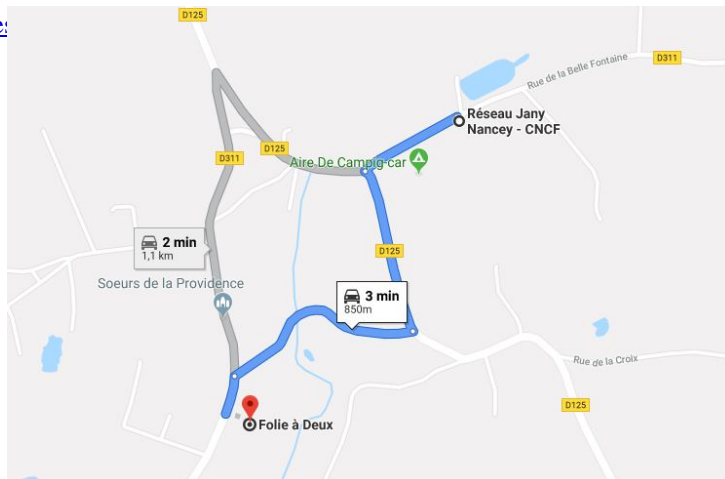 D125
es
Rue de la Belle Fontaine
D311
Réseau Jany
Nancey - CNCF
D125
D311
Aire De Campig-car
2 min
1,1 km
D125
Soeurs de la Providence
3 min
850m
Rue de la Croix
D125
Folie à Deux